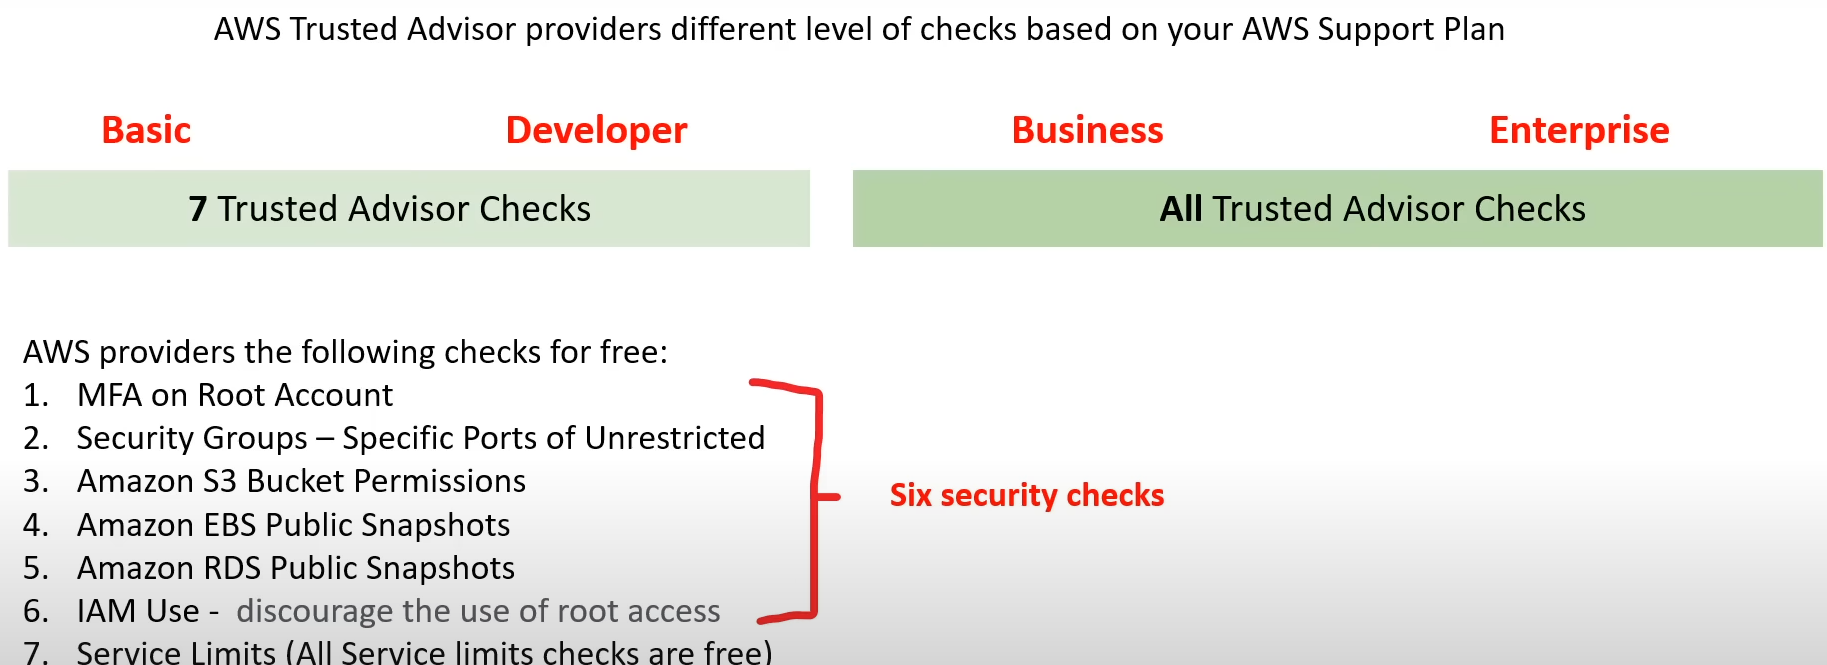 AWS Trusted Advisor providers different level of checks based on your AWS Support Plan
Basic
Developer
Business
Enterprise
7 Trusted Advisor Checks
All Trusted Advisor Checks
AWS providers the following checks for free:
1. MFA on Root Account
2. Security Groups – Specific Ports of Unrestricted
3. Amazon S3 Bucket Permissions
4. Amazon EBS Public Snapshots
5. Amazon RDS Public Snapshots
6. IAM Use - discourage the use of root access
7. Service Limits (All Service limits checks are free)
Six security checks